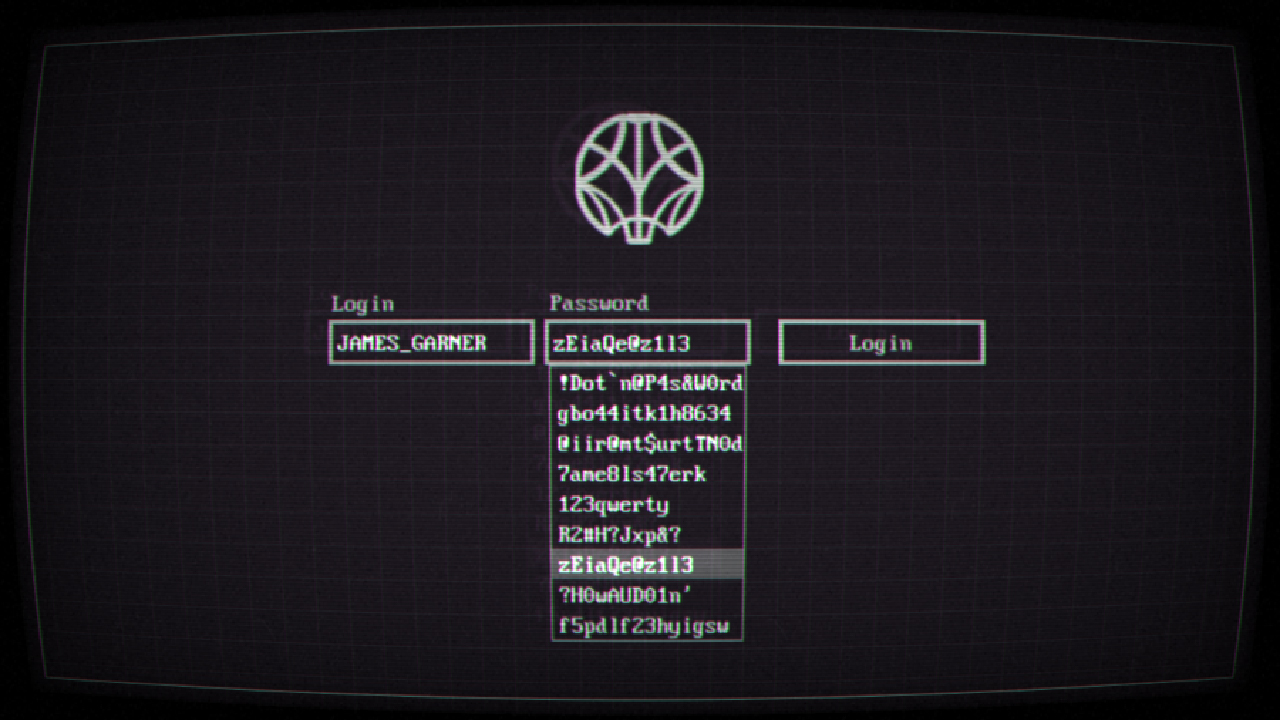 Login
Password
JAMES_GARNER
zEiaQe@z1l3
Login
!Dot`n@P4s&W0rd
gbo44itk1h8634
@iir@mt$urtTN0d
7ame8ls47erk
123qwerty
R2#H?Jxp&?
zEiaQe@z1l3
?H0wAUD01n'
f5pdlf23hyigsw